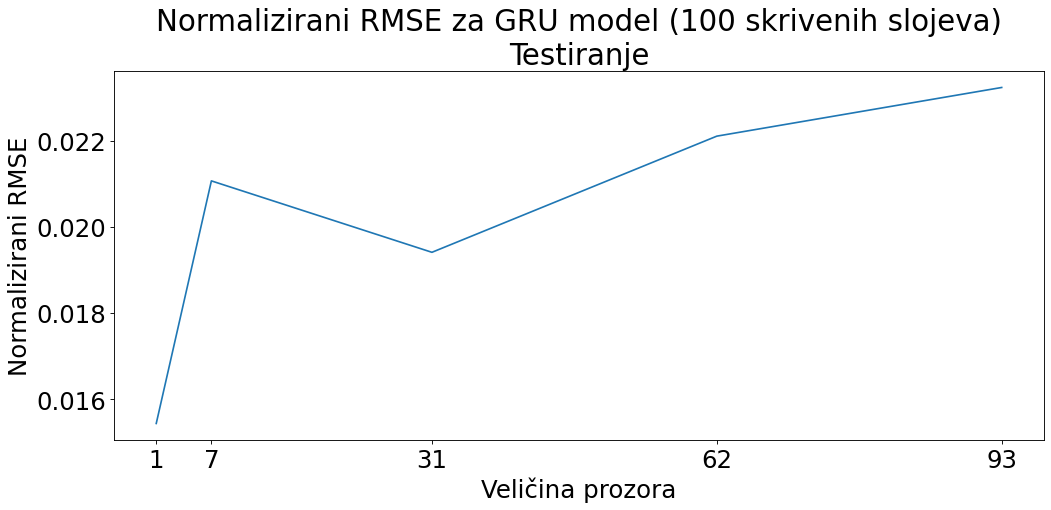 Normalizirani RMSE za GRU model (100 skrivenih slojeva)
Testiranje
Normalizirani RMSE
0.022
0.020
0.018
0.016
1 7 31 62 93
Veličina prozora